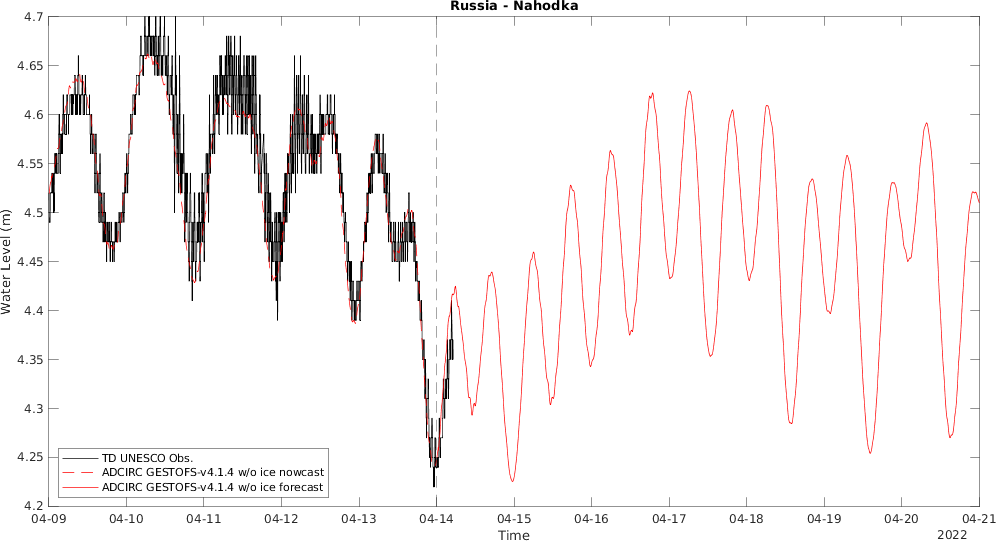 Russia - Nahodka
4.7
4.65
4.6
4.55
4.5
4.45
4.4
4.35
4.3
4.25
4.2
Water Level (m)
TD UNESCO Obs.
ADCIRC GESTOFS-v4.1.4 w/o ice nowcast
ADCIRC GESTOFS-v4.1.4 w/o ice forecast
04-09 04-10 04-11 04-12 04-13 04-14 04-15 04-16 04-17 04-18 04-19 04-20 04-21
Time
2022